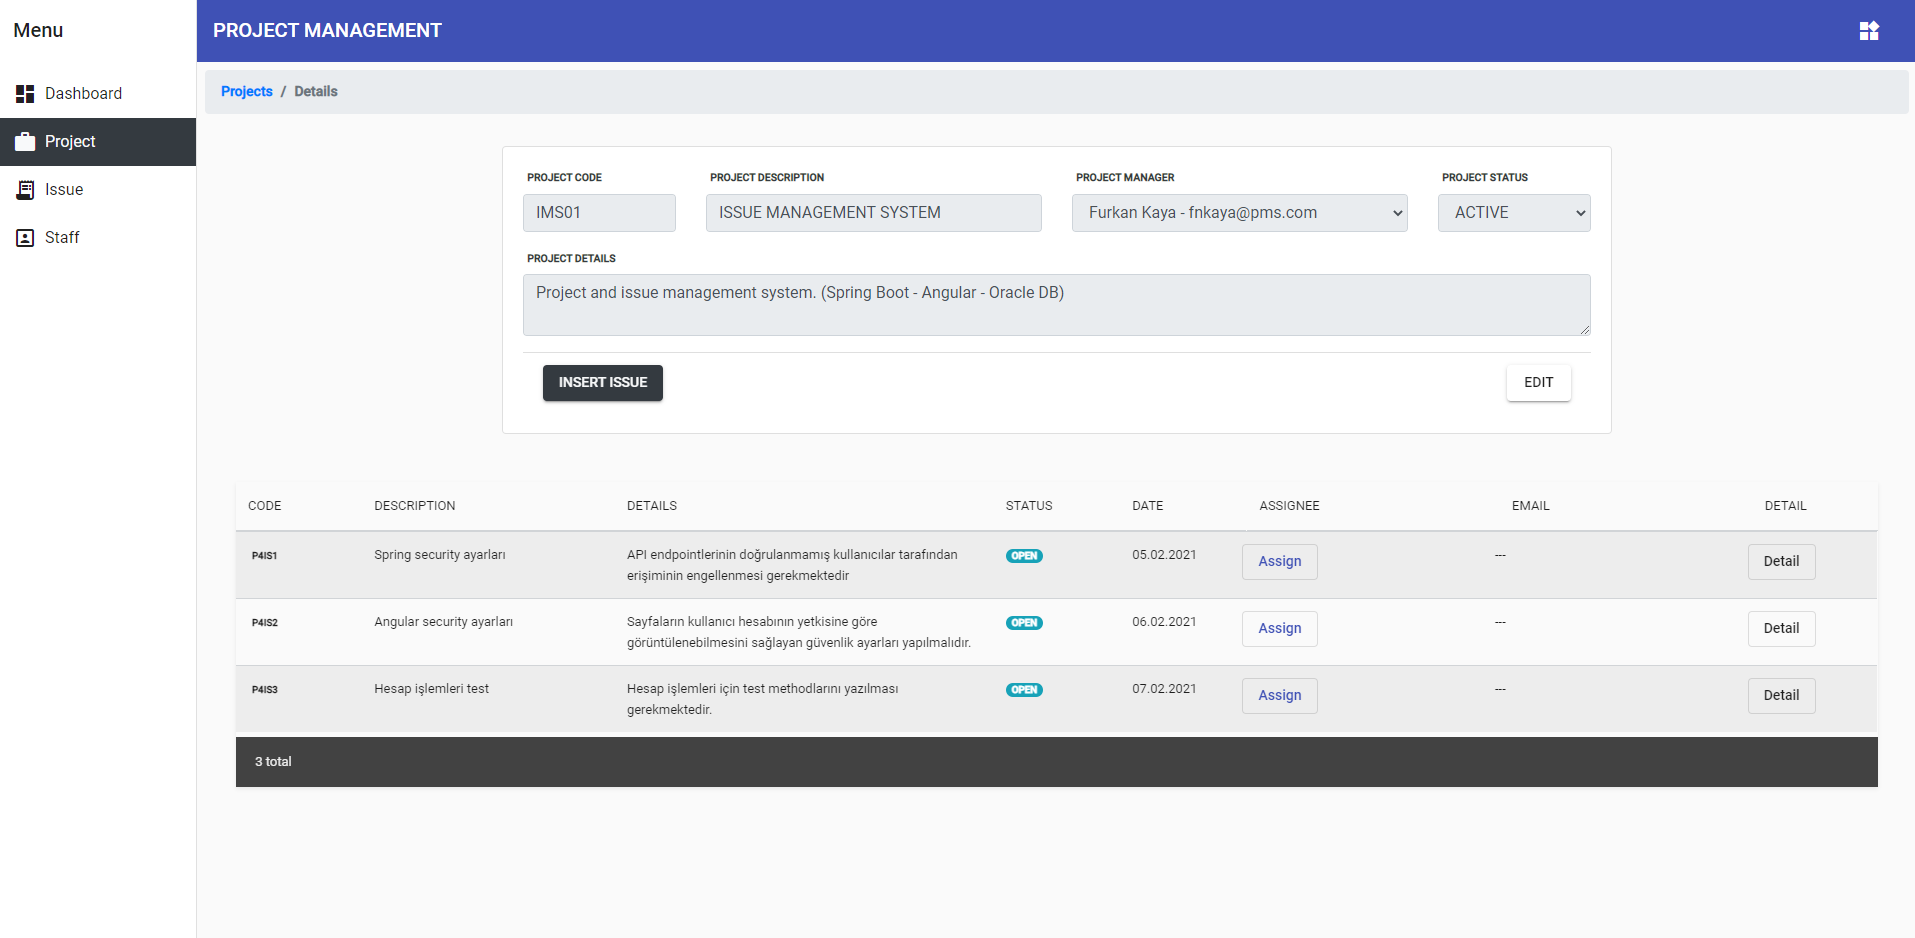 Menu
PROJECT MANAGEMENT
Dashboard
Project
Issue
Staff
Projects / Details
PROJECT CODE PROJECT DESCRIPTION PROJECT MANAGER PROJECT STATUS
IMS01 ISSUE MANAGEMENT SYSTEM Furkan Kaya - fnkaya@pms.com ACTIVE
PROJECT DETAILS
Project and issue management system. (Spring Boot - Angular - Oracle DB)
INSERT ISSUE EDIT
CODE DESCRIPTION DETAILS STATUS DATE ASSIGNEE EMAIL DETAIL
P4IS1 Spring security ayarları API endpointlerinin doğrulanmamış kullanıcılar tarafından OPEN 05.02.2021 Assign --- Detail
erişiminin engellenmesi gerekmektedir
P4IS2 Angular security ayarları Sayfaların kullanıcı hesabının yetkisine göre OPEN 06.02.2021 Assign --- Detail
görüntülenebilmesini sağlayan güvenlik ayarları yapılmalıdır.
P4IS3 Hesap işlemleri test Hesap işlemleri için test methodlarını yazılması OPEN 07.02.2021 Assign --- Detail
gerekmektedir.
3 total